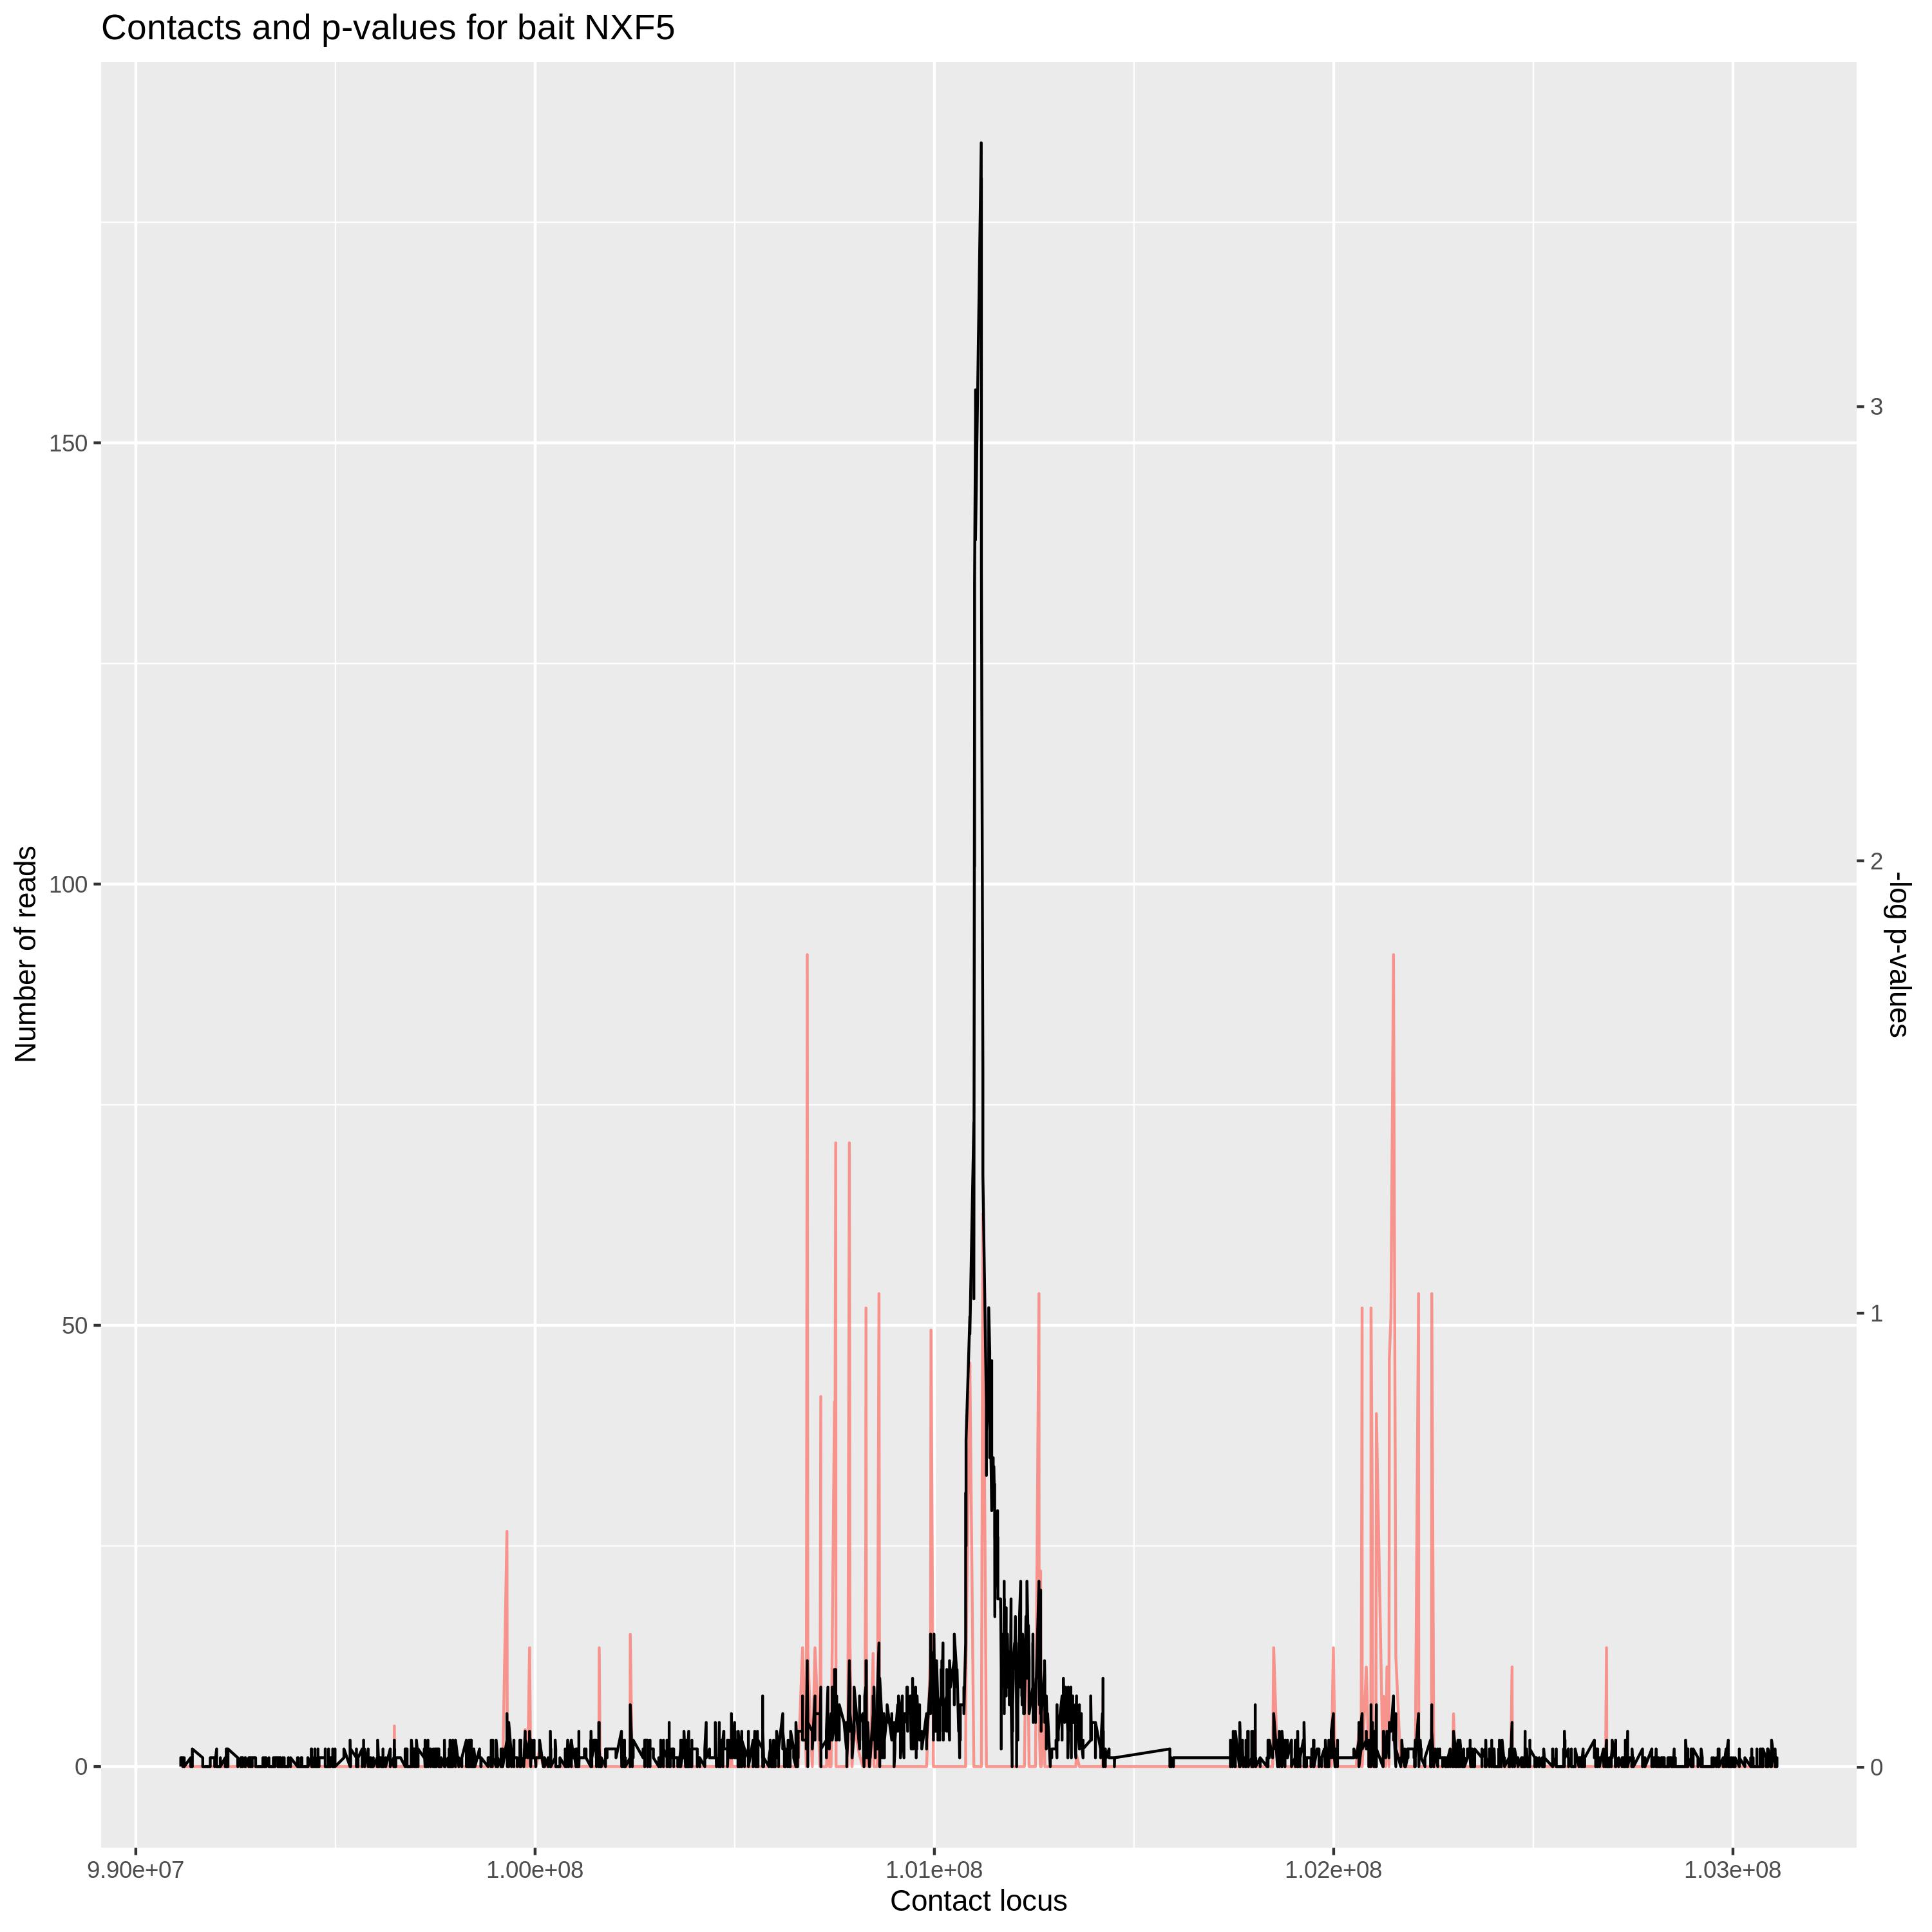 Contacts and p-values for bait NXF5
150
100
50
0
3
2
1
0
Number of reads
-log p-values
9.90e+07 1.00e+08 1.01e+08 1.02e+08 1.03e+08
Contact locus